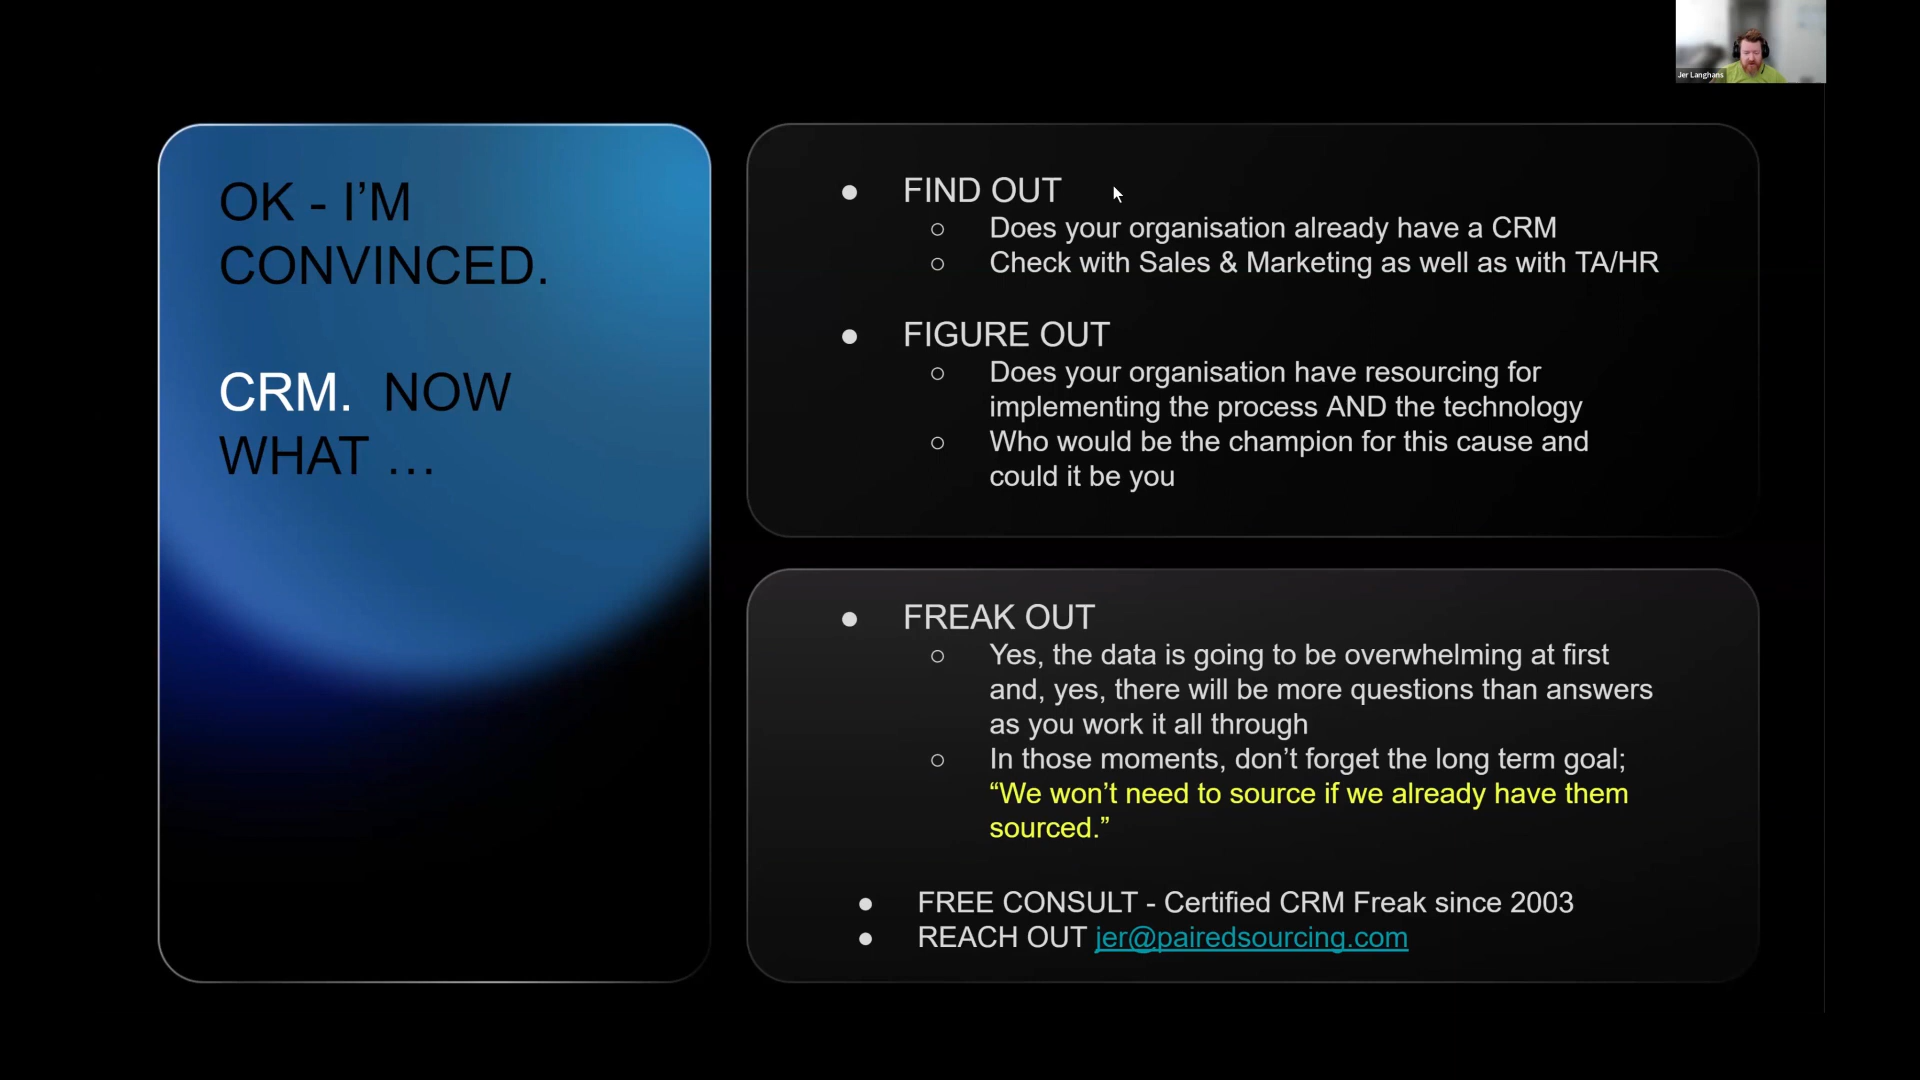 Jer Langhans
OK - I’M
CONVINCED.
CRM. NOW
WHAT …
● FIND OUT
○ Does your organisation already have a CRM
○ Check with Sales & Marketing as well as with TA/HR
● FIGURE OUT
○ Does your organisation have resourcing for
implementing the process AND the technology
○ Who would be the champion for this cause and
could it be you
● FREAK OUT
○ Yes, the data is going to be overwhelming at first
and, yes, there will be more questions than answers
as you work it all through
○ In those moments, don’t forget the long term goal;
“We won’t need to source if we already have them
sourced.”
● FREE CONSULT - Certified CRM Freak since 2003
● REACH OUT jer@pairedsourcing.com